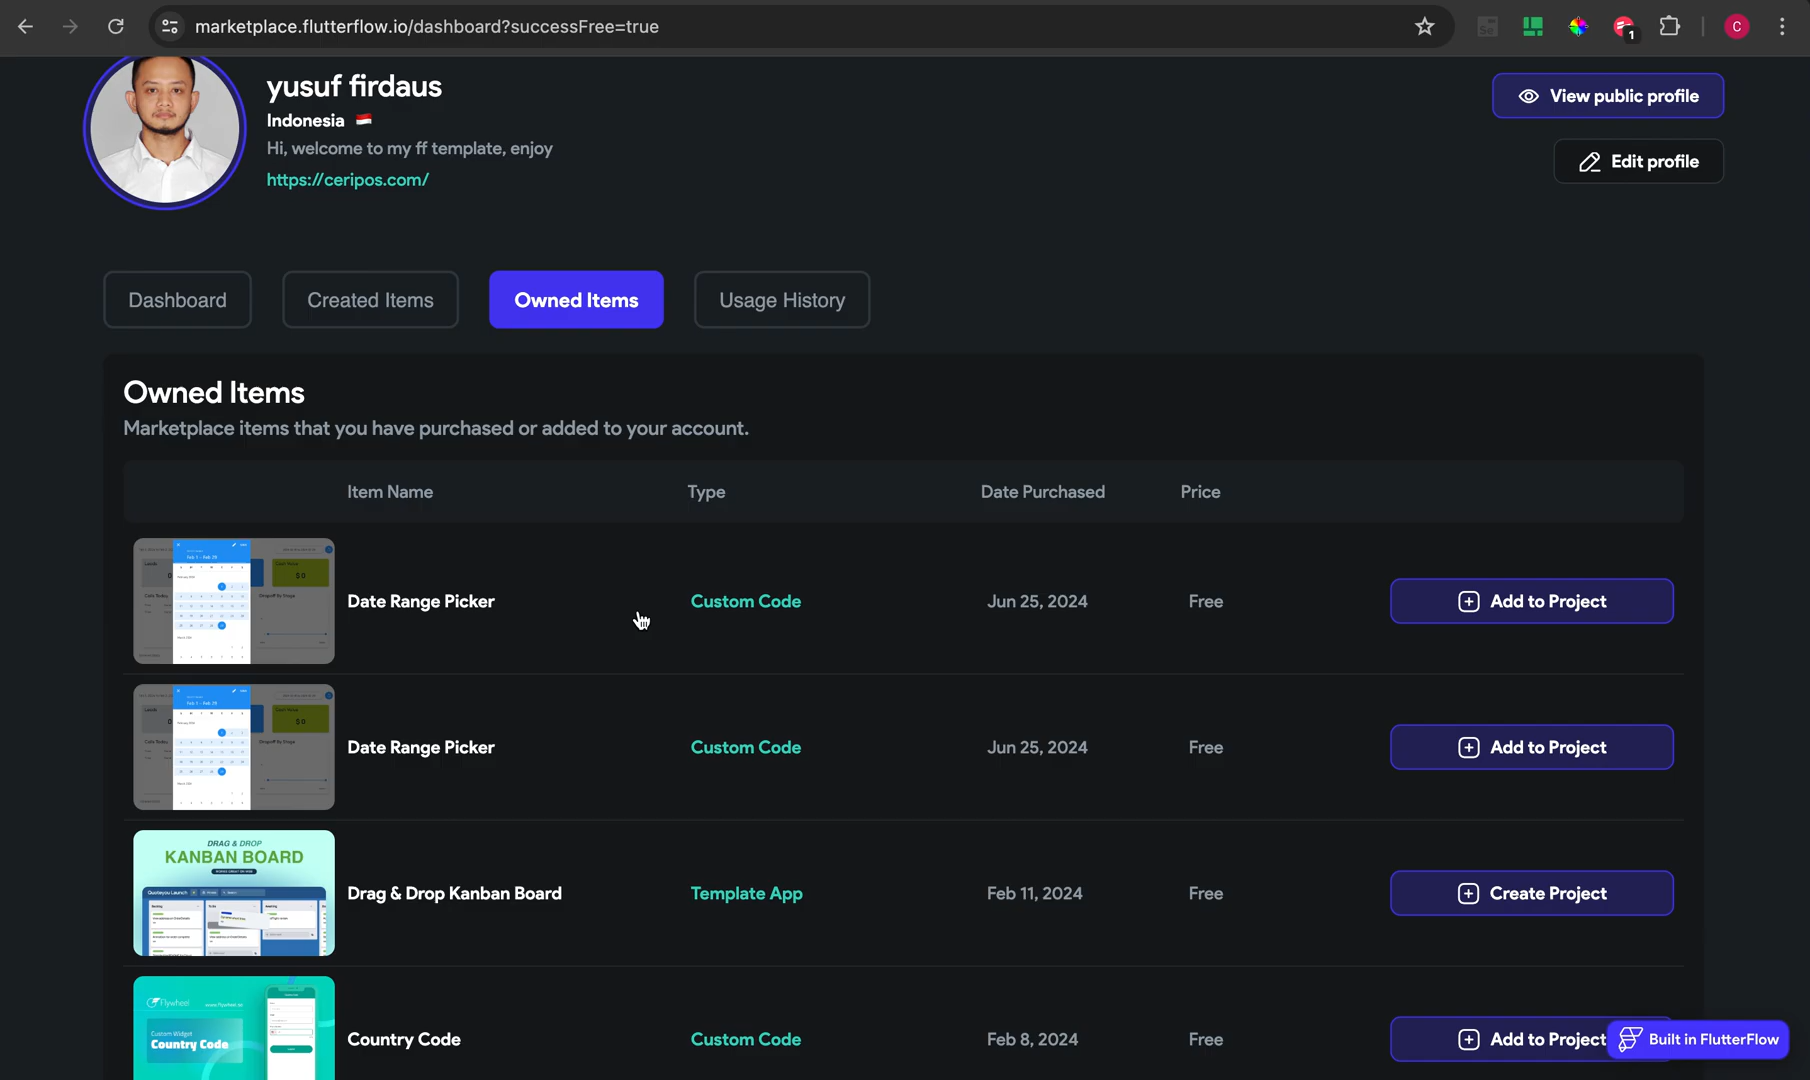 marketplace.flutterflow.io/dashboard?successFree=true
1
C
yusuf firdaus
Indonesia
Hi, welcome to my ff template, enjoy
https://ceripos.com/
View public profile
Edit profile
Dashboard
Created Items
Owned Items
Usage History
Owned Items
Marketplace items that you have purchased or added to your account.
Item Name
Type
Date Purchased
Price
Date Range Picker
Custom Code
Jun 25, 2024
Free
Add to Project
Date Range Picker
Custom Code
Jun 25, 2024
Free
Add to Project
DRAG & DROP
KANBAN BOARD
Drag & Drop Kanban Board
Template App
Feb 11, 2024
Free
Create Project
Flywheel
Custom Widget
Country Code
Country Code
Custom Code
Feb 8, 2024
Free
Add to Project
Built in FlutterFlow